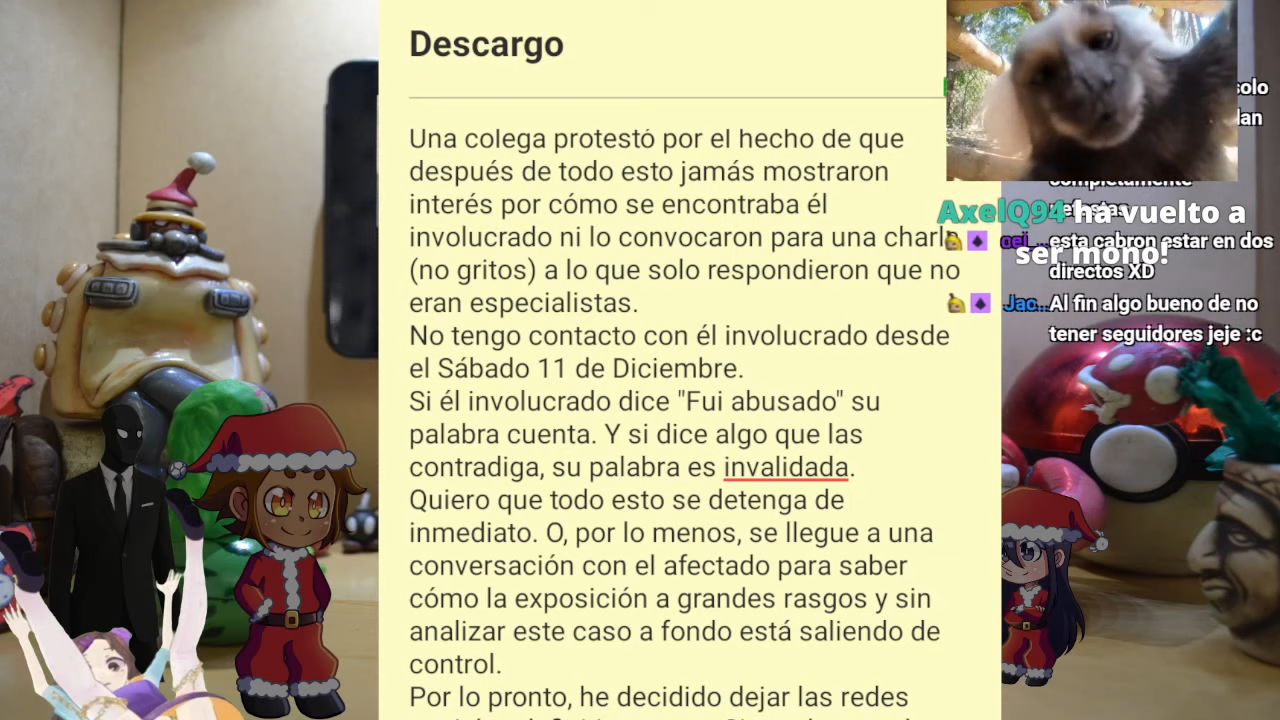 Descargo
Una colega protestó por el hecho de que
después de todo esto jamás mostraron
interés por cómo se encontraba él
involucrado ni lo convocaron para una charl
(no gritos) a lo que solo respondieron que no
eran especialistas.
No tengo contacto con él involucrado desde
el Sábado 11 de Diciembre.
Si él involucrado dice "Fui abusado" su
palabra cuenta. Y si dice algo que las
contradiga, su palabra es invalidada.
Quiero que todo esto se detenga de
inmediato. O, por lo menos, se llegue a una
conversación con el afectado para saber
cómo la exposición a grandes rasgos y sin
analizar este caso a fondo está saliendo de
control.
Por lo pronto, he decidido dejar las redes
solo
dan
completamente
AxelQ94 ha vuelto a
ser mono!
esta cabron estar en dos
directos XD
Jac... Al fin algo bueno de no
tener seguidores jeje :c